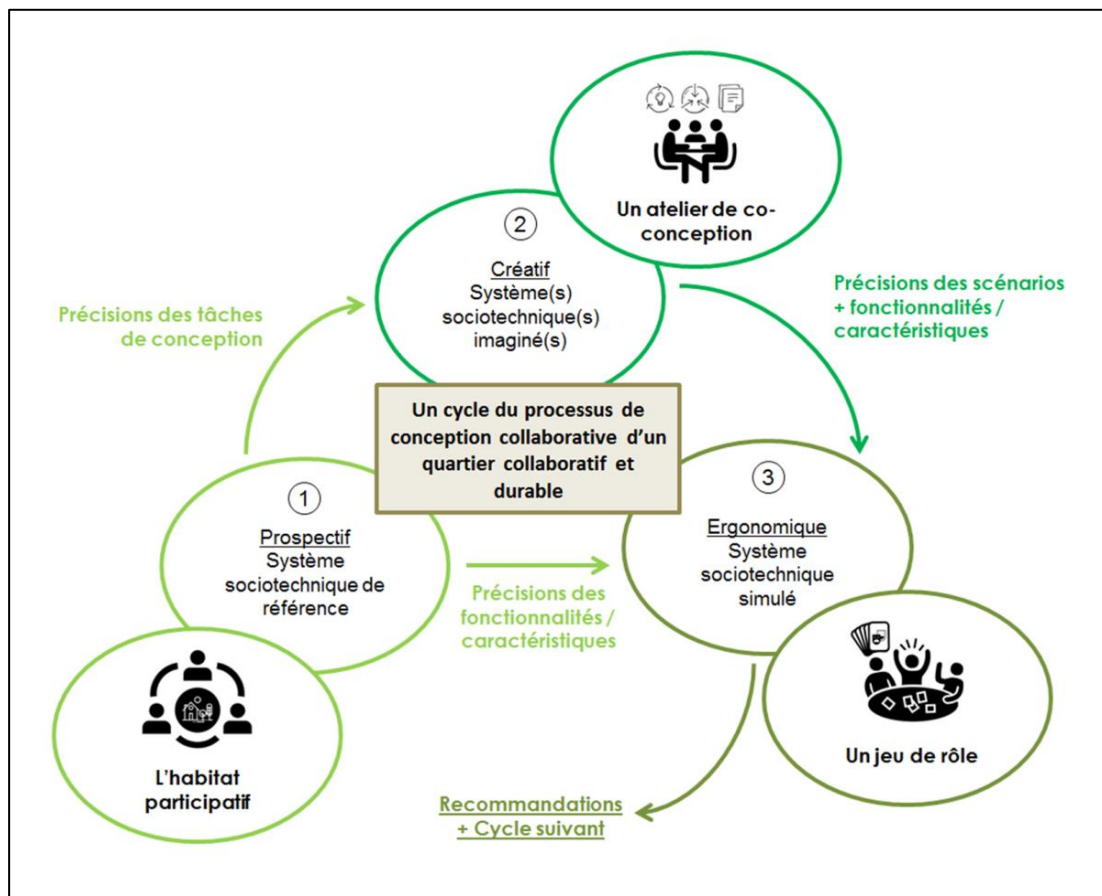 Un atelier de co-
conception
2
Créatif
Système(s)
sociotechnique(s)
imaginé(s)
Précisions des tâches
de conception
Précisions des scénarios
+ fonctionnalités /
caractéristiques
Un cycle du processus de
conception collaborative d'un
quartier collaboratif et
durable
1
Prospectif
Système
sociotechnique de
référence
Précisions des
fonctionnalités /
caractéristiques
3
Ergonomique
Système
sociotechnique
simulé
L'habitat
participatif
Un jeu de rôle
Recommandations
+ Cycle suivant